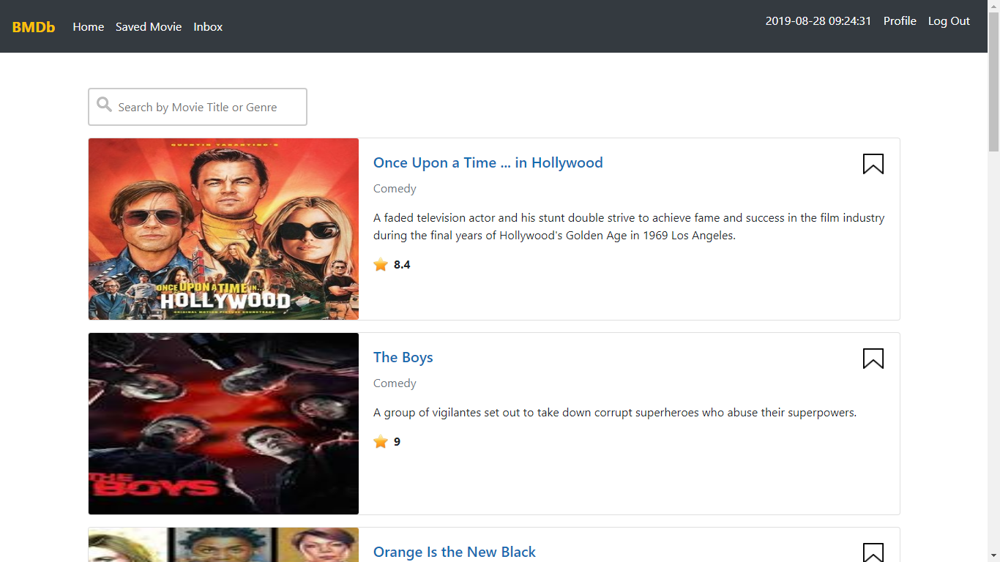 BMDb Home Saved Movie Inbox 2019-08-28 09:24:31 Profile Log Out
Search by Movie Title or Genre
QUENTIN TARANTINO'S
ONCE UPON A TIME IN...
HOLLYWOOD
ORIGINAL MOTION PICTURE SOUNDTRACK
Once Upon a Time ... in Hollywood
Comedy
A faded television actor and his stunt double strive to achieve fame and success in the film industry
during the final years of Hollywood's Golden Age in 1969 Los Angeles.
8.4
THE
BOYS
The Boys
Comedy
A group of vigilantes set out to take down corrupt superheroes who abuse their superpowers.
9
Orange Is the New Black